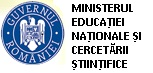 GUVERNUL
ROMÂNIEI
MINISTERUL
EDUCAȚIEI
NAȚIONALE ȘI
CERCETĂRII
ȘTIINȚIFICE